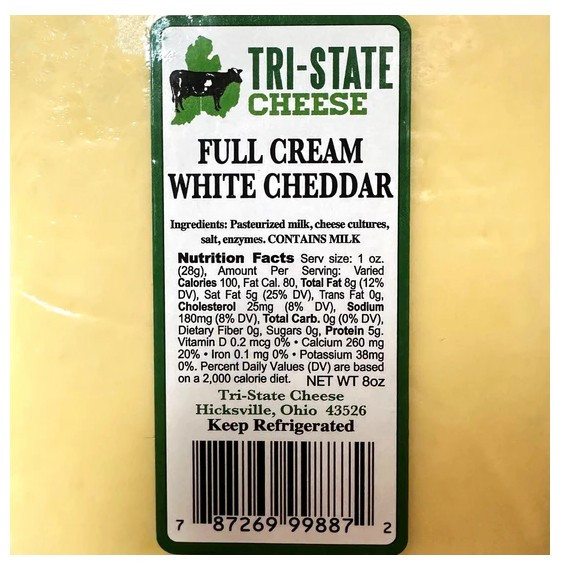 TRI-STATE
CHEESE
FULL CREAM
WHITE CHEDDAR
Ingredients: Pasteurized milk, cheese cultures,
salt, enzymes. CONTAINS MILK
Nutrition Facts Serv size: 1 oz.
(28g), Amount Per Serving: Varied
Calories 100, Fat Cal. 80, Total Fat 8g (12%
DV), Sat Fat 5g (25% DV), Trans Fat 0g,
Cholesterol 25mg (8% DV), Sodium
180mg (8% DV), Total Carb. 0g (0% DV),
Dietary Fiber 0g, Sugars 0g, Protein 5g.
Vitamin D 0.2 mcg 0% • Calcium 260 mg
20% • Iron 0.1 mg 0% • Potassium 38mg
0%. Percent Daily Values (DV) are based
on a 2,000 calorie diet. NET WT 8oz
Tri-State Cheese
Hicksville, Ohio 43526
Keep Refrigerated
7 87269 99887 2